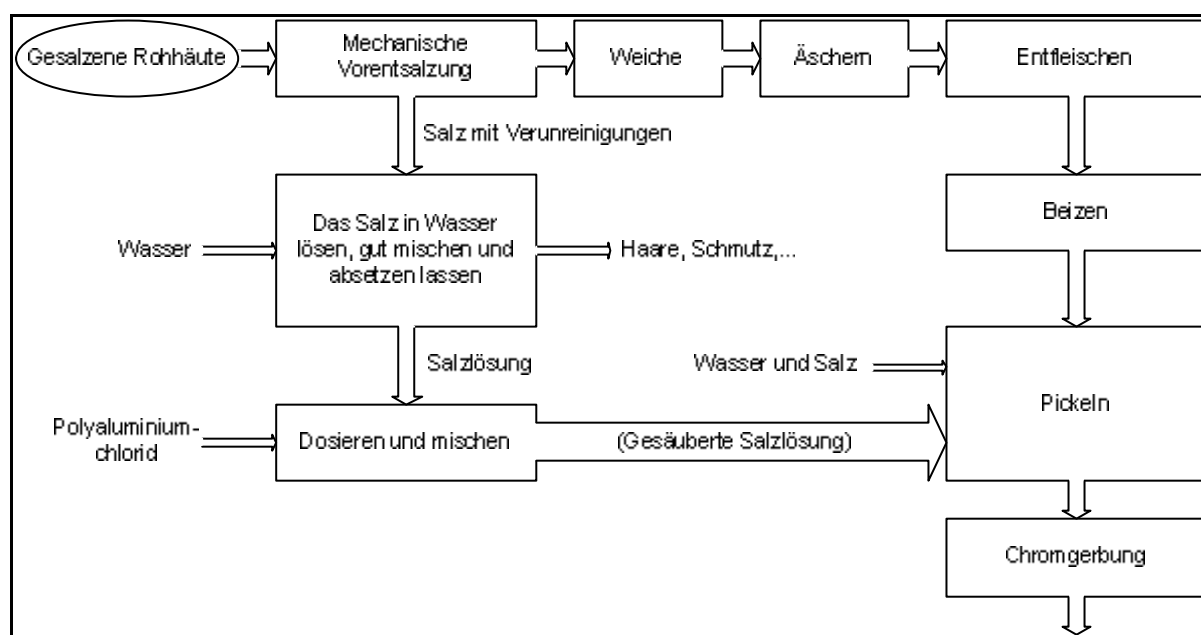 Gesalzene Rohhäute
Mechanische
Vorentsalzung
Weiche
Äschern
Entfleischen
Salz mit Verunreinigungen
Wasser
Das Salz in Wasser
lösen, gut mischen und
absetzen lassen
Haare, Schmutz,...
Beizen
Salzlösung
Wasser und Salz
Pickeln
Polyaluminium-
chlorid
Dosieren und mischen
(Gesäuberte Salzlösung)
Chromgerbung